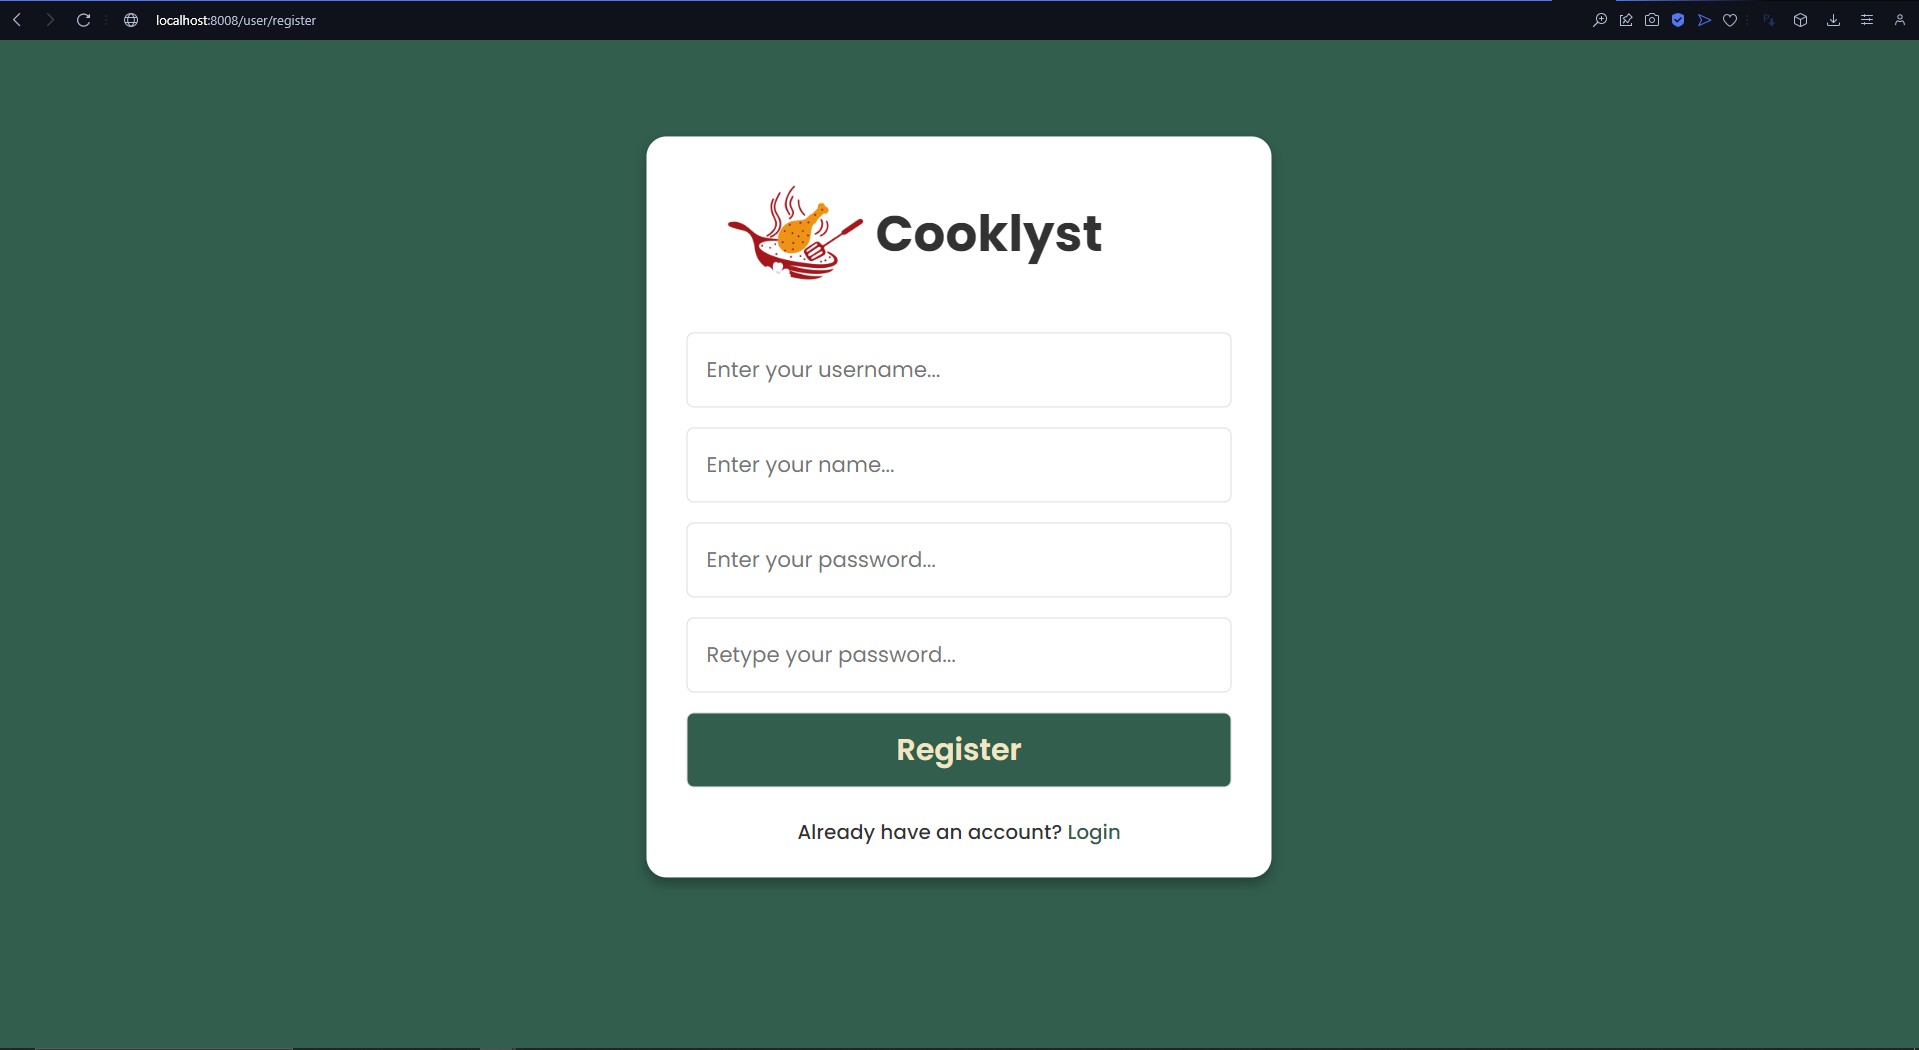 localhost:8008/user/register
Cooklyst
Enter your username...
Enter your name...
Enter your password...
Retype your password...
Register
Already have an account? Login